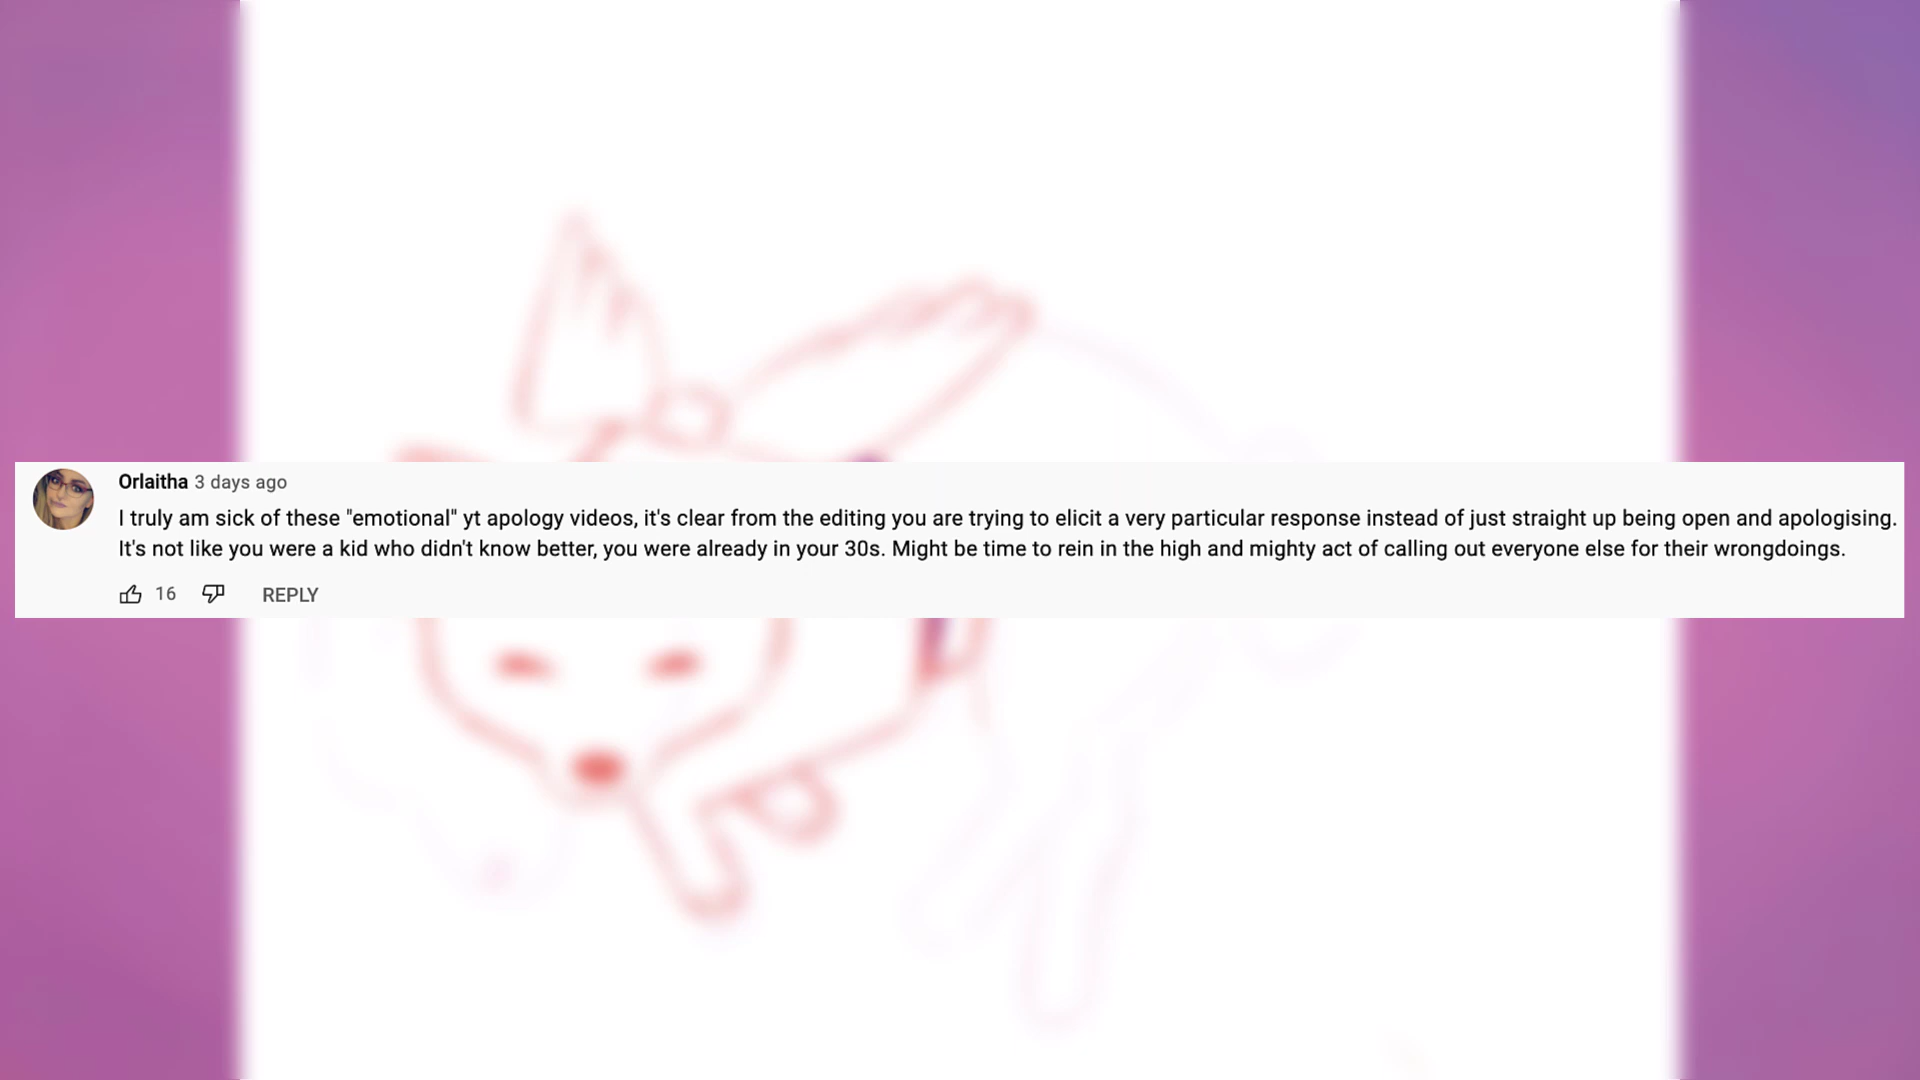 Orlaitha 3 days ago
I truly am sick of these "emotional" yt apology videos, it's clear from the editing you are trying to elicit a very particular response instead of just straight up being open and apologising.
It's not like you were a kid who didn't know better, you were already in your 30s. Might be time to rein in the high and mighty act of calling out everyone else for their wrongdoings.
16 REPLY